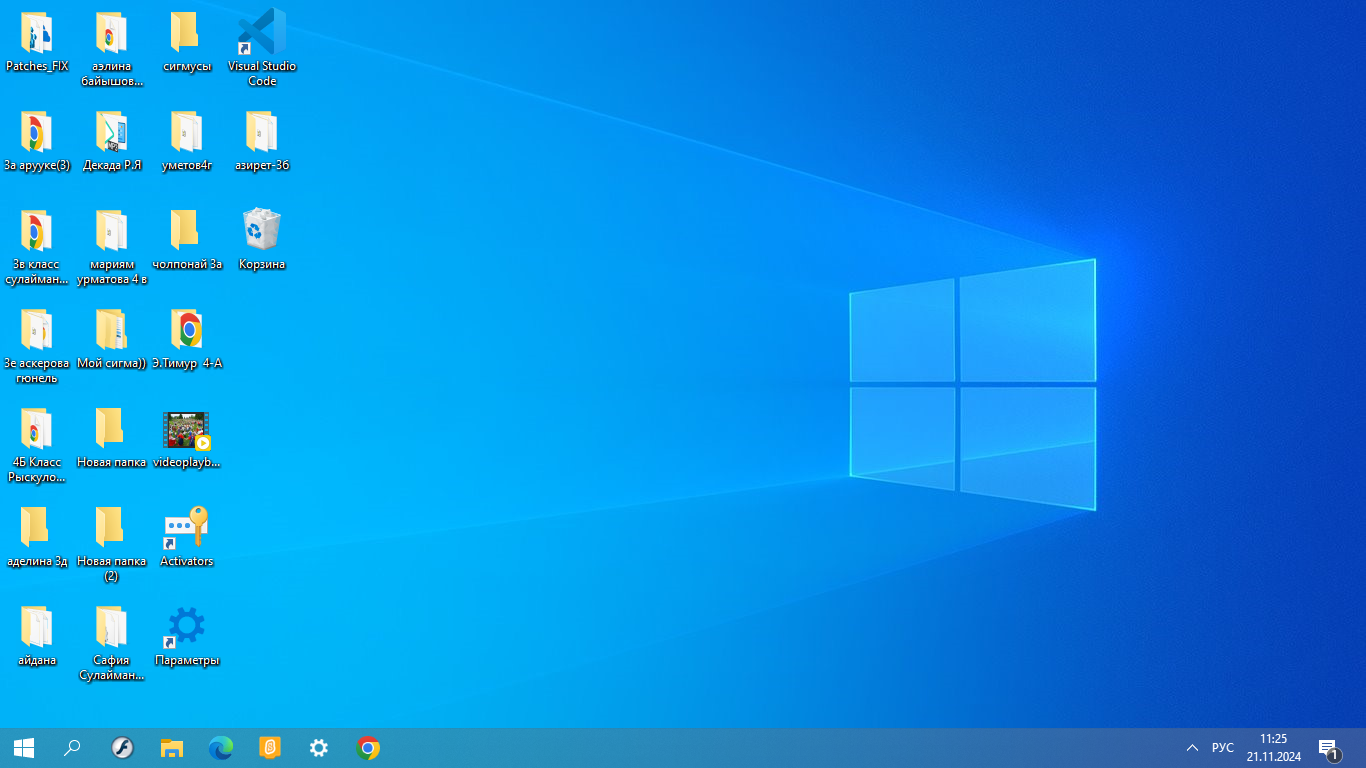 Patches_FIX
аэлина
байышов...
сигмусы
Visual Studio
Code
3а арууке(3)
Декада Р.Я
уметов4г
азирет-3б
3в класс
сулайман...
мариям
урматова 4 в
чолпонай 3а
Корзина
3е аскерова
гюнель
Мой сигма))
Э.Тимур 4-А
4Б Класс
Рыскуло...
Новая папка
videoplayb...
аделина 3д
Новая папка
(2)
Activators
айдана
Сафия
Сулайман...
Параметры
РУС
11:25
21.11.2024
1